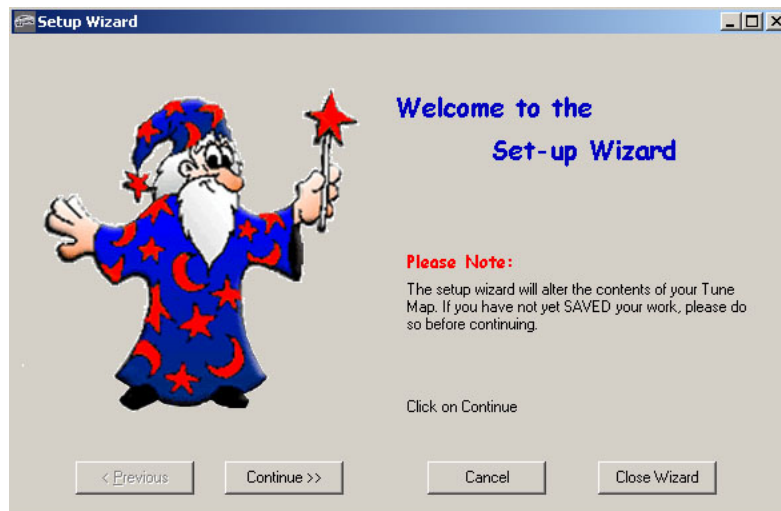 Setup Wizard
Welcome to the
Set-up Wizard
Please Note:
The setup wizard will alter the contents of your Tune
Map. If you have not yet SAVED your work, please do
so before continuing.
Click on Continue
< Previous
Continue >>
Cancel
Close Wizard